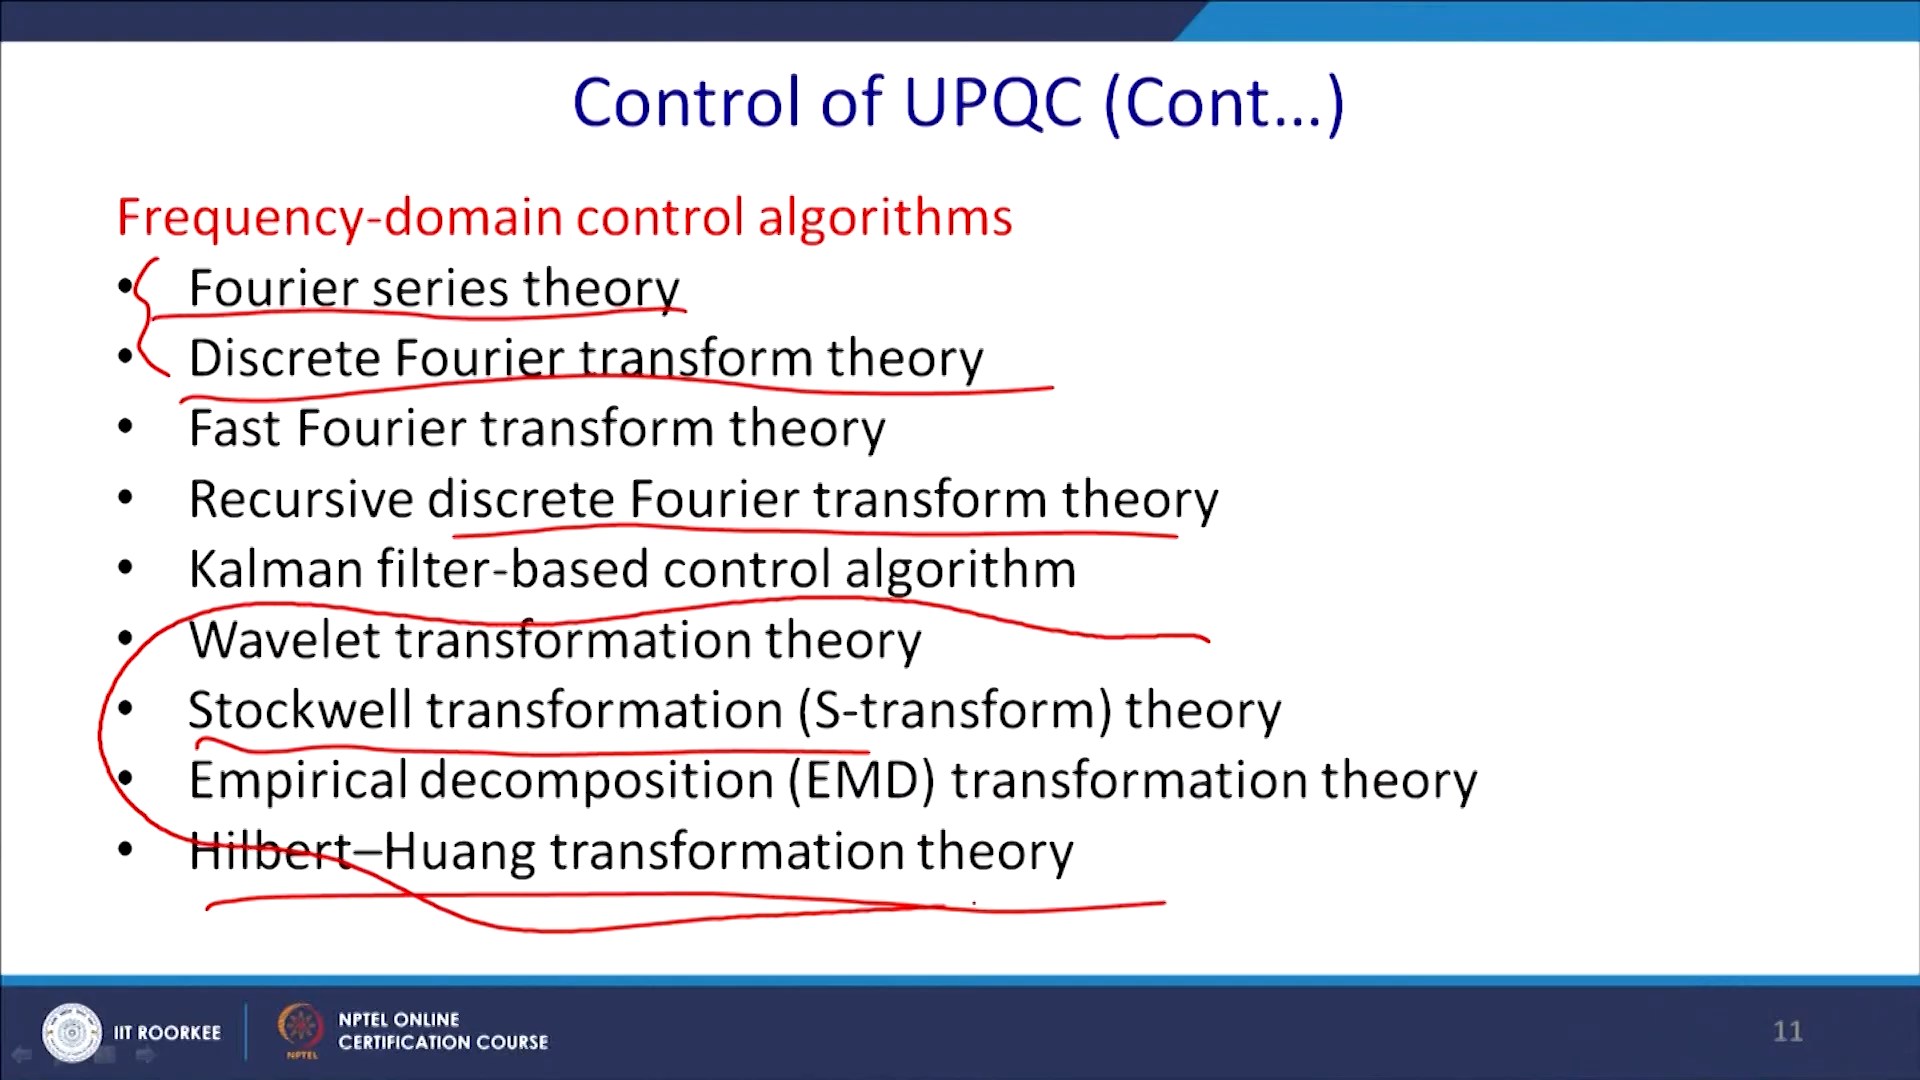 Control of UPQC (Cont...)
Frequency-domain control algorithms
• Fourier series theory
• Discrete Fourier transform theory
• Fast Fourier transform theory
• Recursive discrete Fourier transform theory
• Kalman filter-based control algorithm
• Wavelet transformation theory
• Stockwell transformation (S-transform) theory
• Empirical decomposition (EMD) transformation theory
• Hilbert–Huang transformation theory
IIT ROORKEE
NPTEL
NPTEL ONLINE
CERTIFICATION COURSE
11